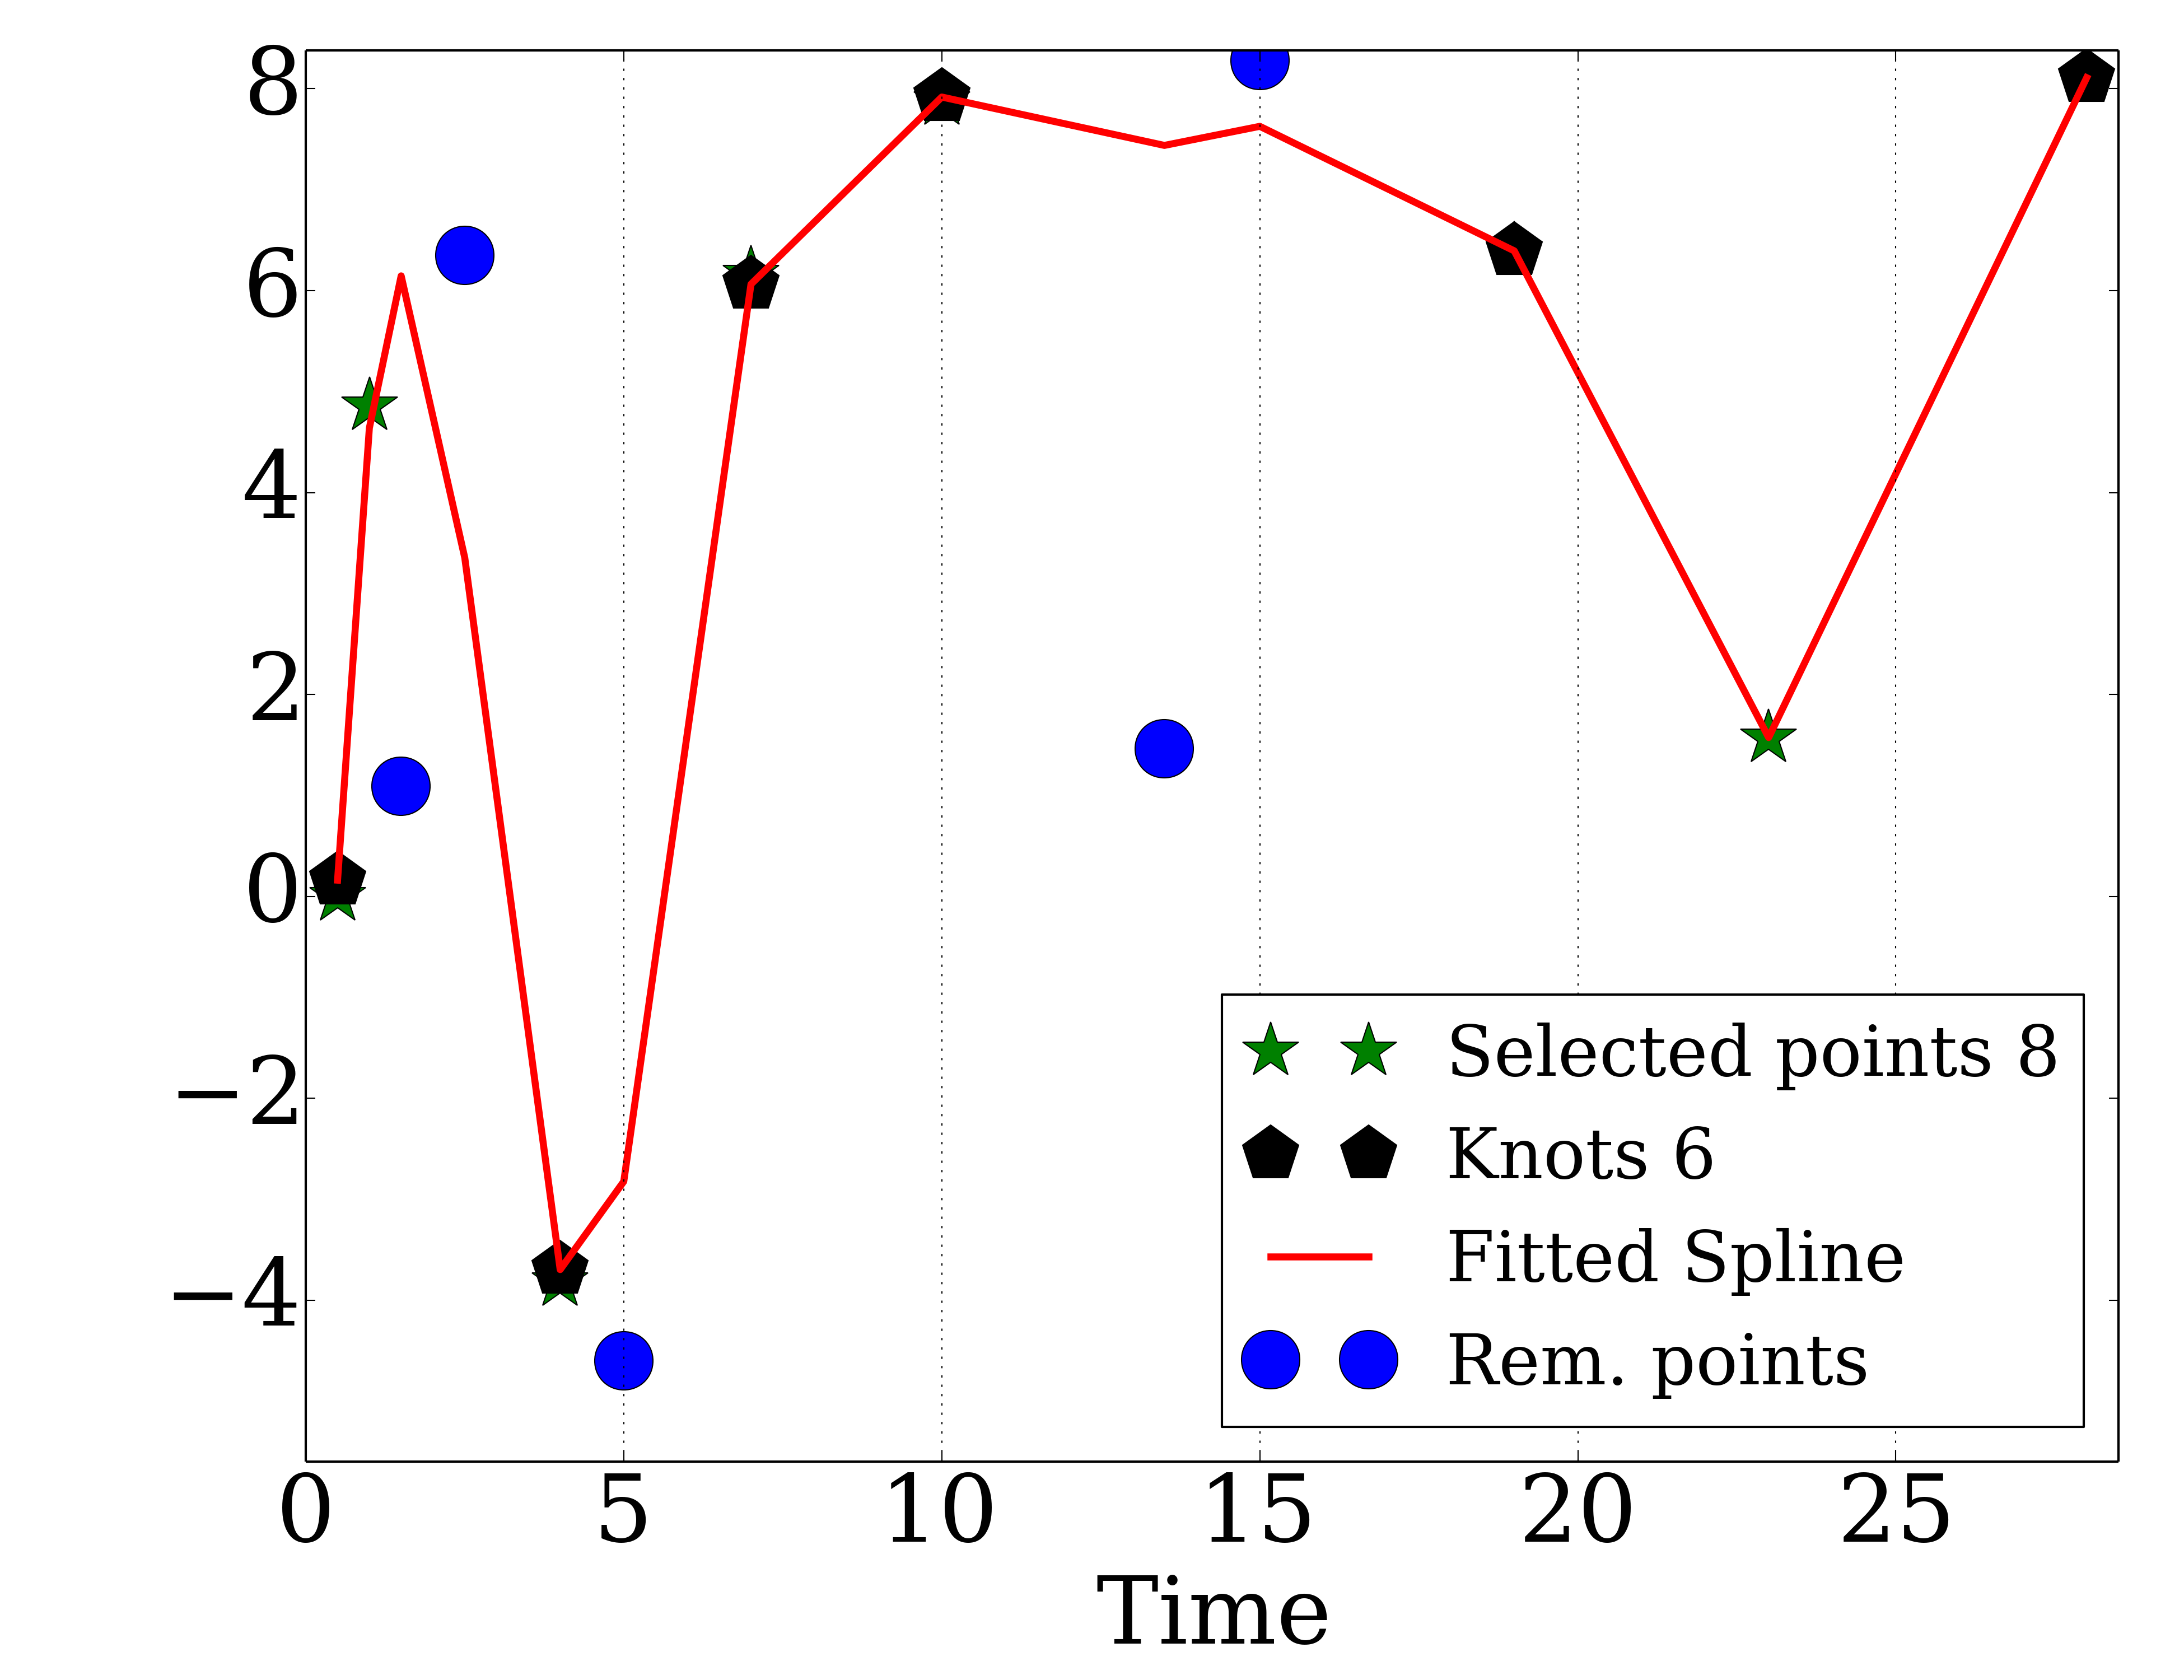 8
6
4
2
0
−2
−4
Selected points 8
Knots 6
Fitted Spline
Rem. points
0 5 10 15 20 25
Time